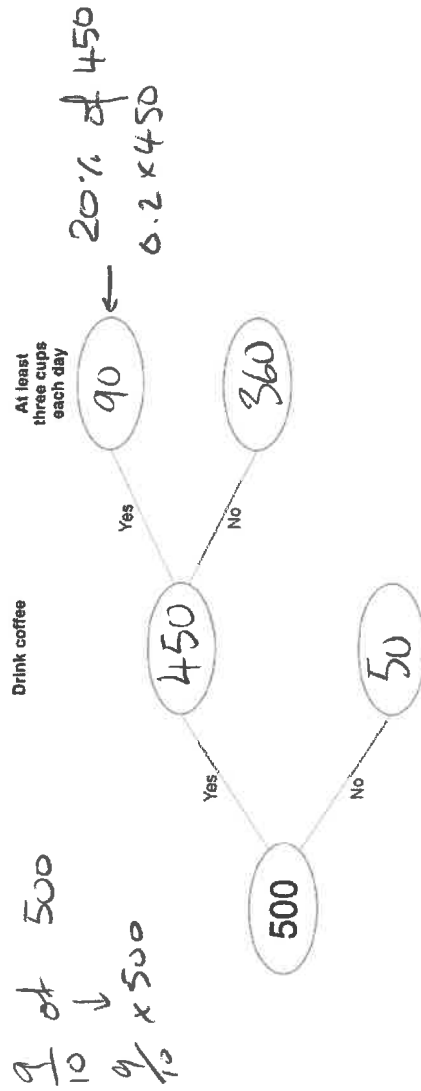 9/10 of 500
↓
9/10 x 500
Drink coffee
At least
three cups
each day
500
Yes
450
No
50
Yes
90
← 20% of 450
0.2 x 450
No
360